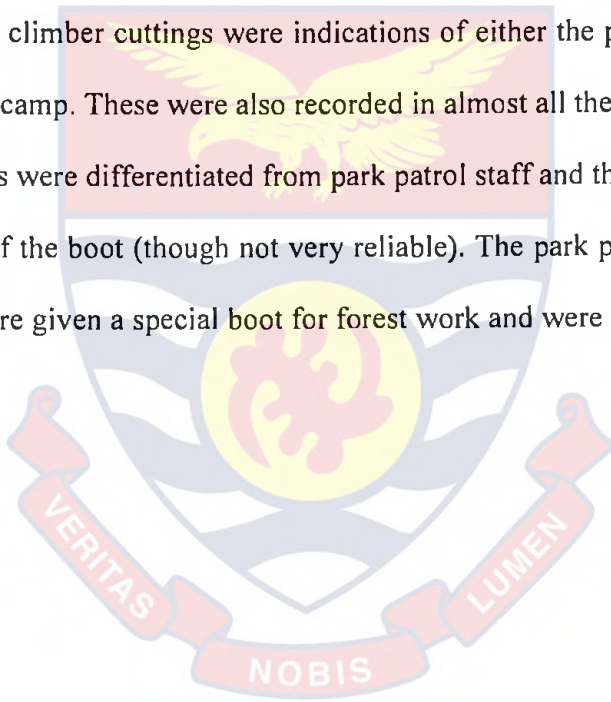 climber cuttings were indications of either the p
camp. These were also recorded in almost all the
s were differentiated from park patrol staff and th
f the boot (though not very reliable). The park p
re given a special boot for forest work and were
VERITAS
NOBIS
LUMEN